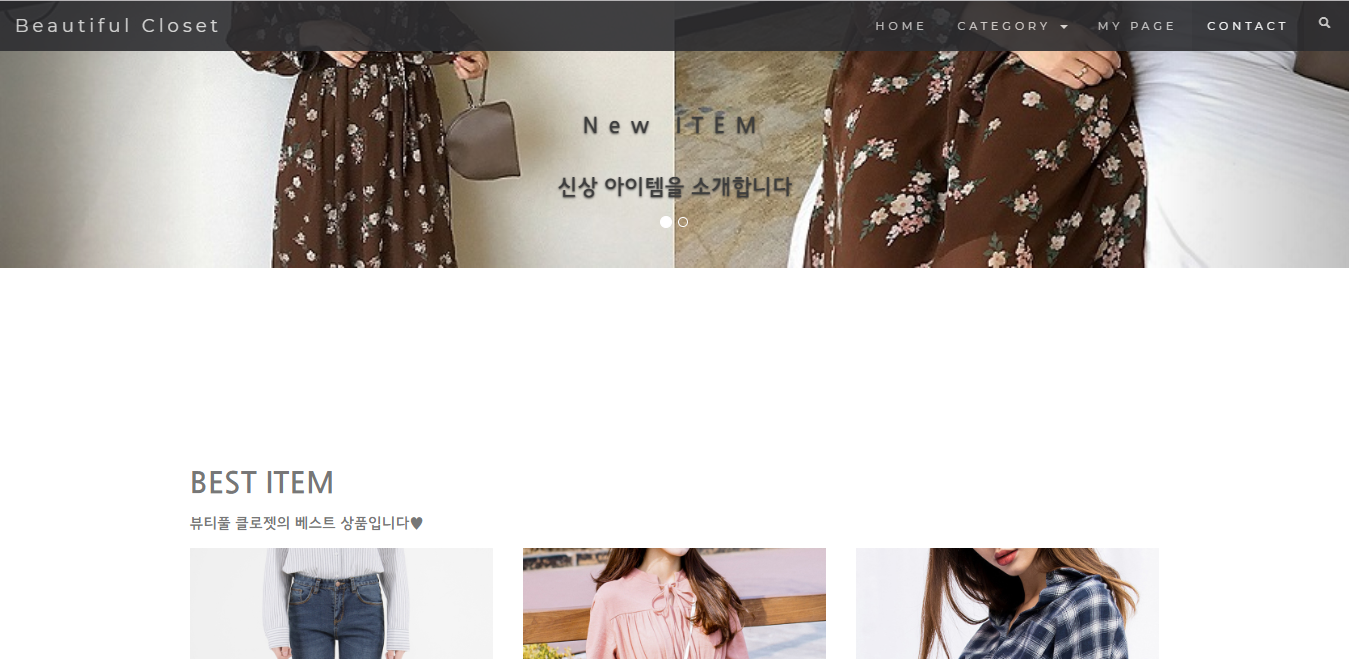 Beautiful Closet
HOME CATEGORY MY PAGE CONTACT
New ITEM
신상 아이템을 소개합니다
BEST ITEM
뷰티풀 클로젯의 베스트 상품입니다♥